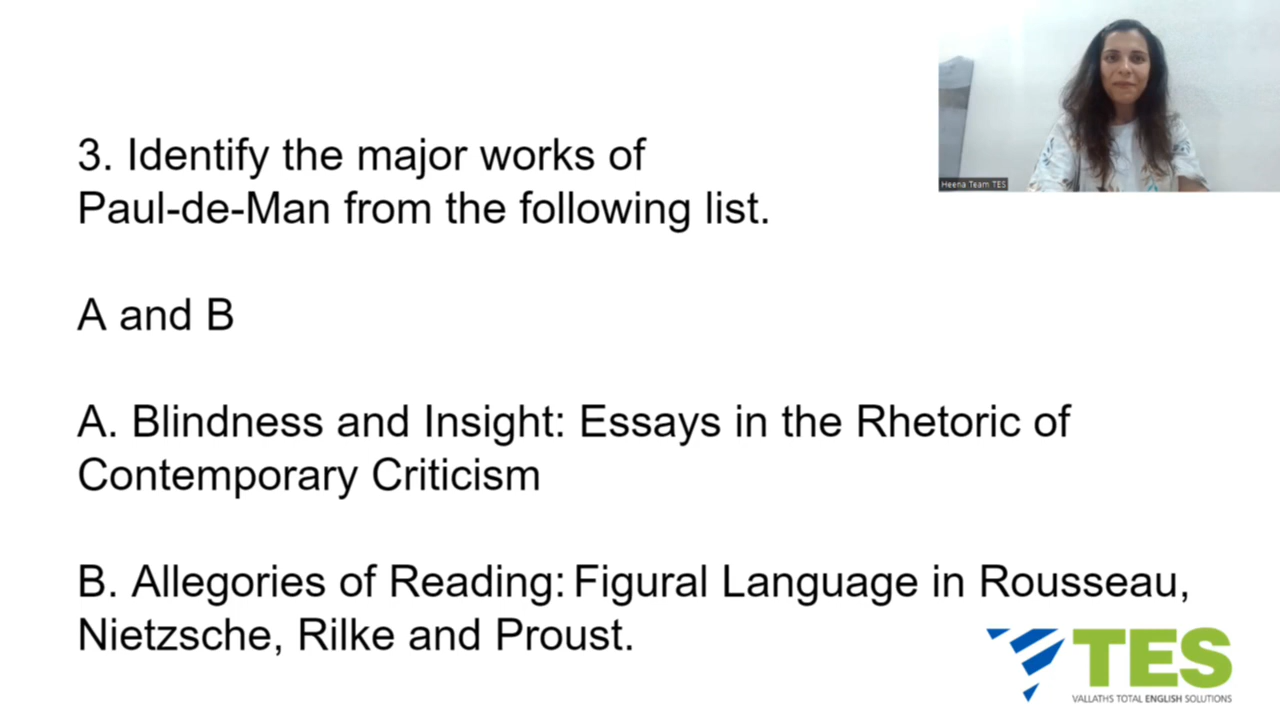 Heena Team TES
3. Identify the major works of
Paul-de-Man from the following list.
A and B
A. Blindness and Insight: Essays in the Rhetoric of
Contemporary Criticism
B. Allegories of Reading: Figural Language in Rousseau,
Nietzsche, Rilke and Proust.
TES
VALLATHS TOTAL ENGLISH SOLUTIONS